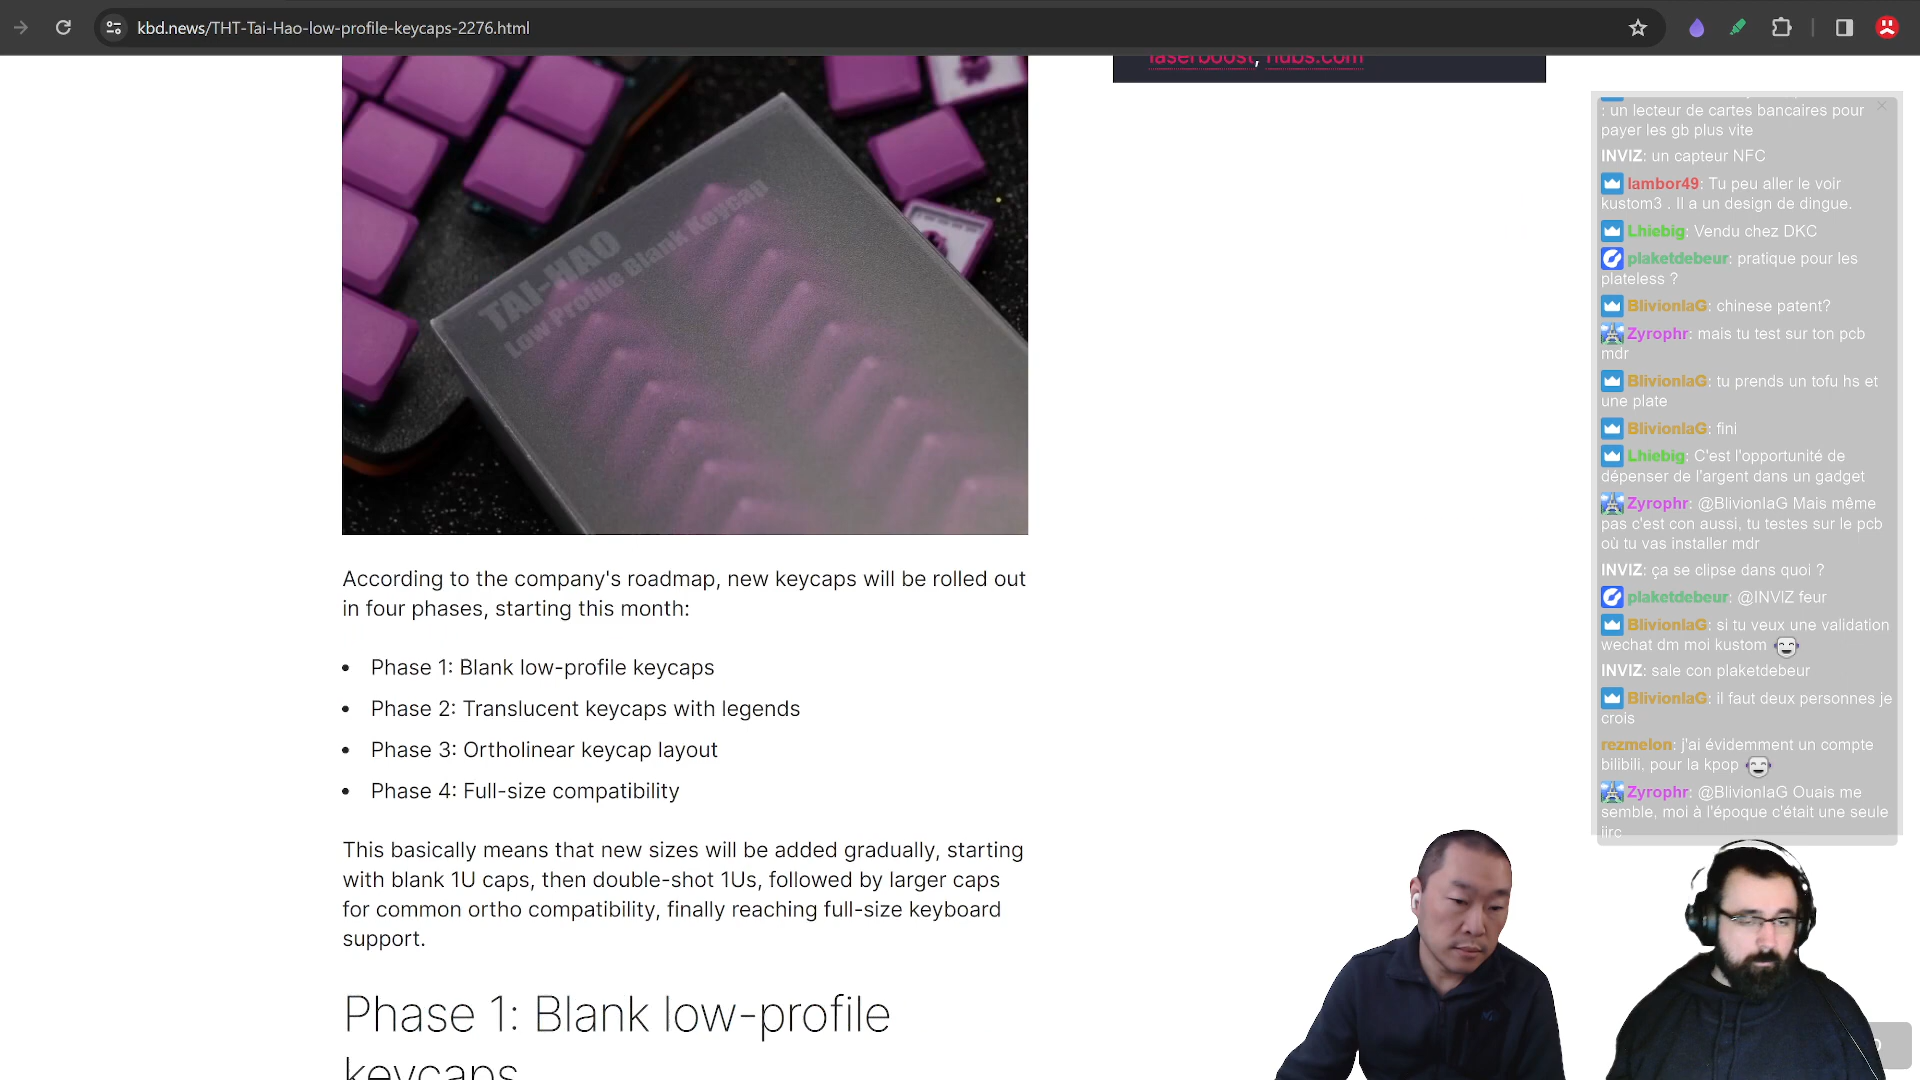 kbd.news/THT-Tai-Hao-low-profile-keycaps-2276.html
laserboost, hubs.com
TAI-HAO
Low Profile Blank Keycap
According to the company's roadmap, new keycaps will be rolled out
in four phases, starting this month:
• Phase 1: Blank low-profile keycaps
• Phase 2: Translucent keycaps with legends
• Phase 3: Ortholinear keycap layout
• Phase 4: Full-size compatibility
This basically means that new sizes will be added gradually, starting
with blank 1U caps, then double-shot 1Us, followed by larger caps
for common ortho compatibility, finally reaching full-size keyboard
support.
Phase 1: Blank low-profile
keycaps
: un lecteur de cartes bancaires pour
payer les gb plus vite
INVIZ: un capteur NFC
lambor49: Tu peu aller le voir
kustom3 . Il a un design de dingue.
Lhiebig: Vendu chez DKC
plaketdebeur: pratique pour les
plateless ?
BlivionIaG: chinese patent?
Zyrophr: mais tu test sur ton pcb
mdr
BlivionIaG: tu prends un tofu hs et
une plate
BlivionIaG: fini
Lhiebig: C'est l'opportunité de
dépenser de l'argent dans un gadget
Zyrophr: @BlivionIaG Mais même
pas c'est con aussi, tu testes sur le pcb
où tu vas installer mdr
INVIZ: ça se clipse dans quoi ?
plaketdebeur: @INVIZ feur
BlivionIaG: si tu veux une validation
wechat dm moi kustom
INVIZ: sale con plaketdebeur
BlivionIaG: il faut deux personnes je
crois
rezmelon: j'ai évidemment un compte
bilibili, pour la kpop
Zyrophr: @BlivionIaG Ouais me
semble, moi à l'époque c'était une seule
iirc